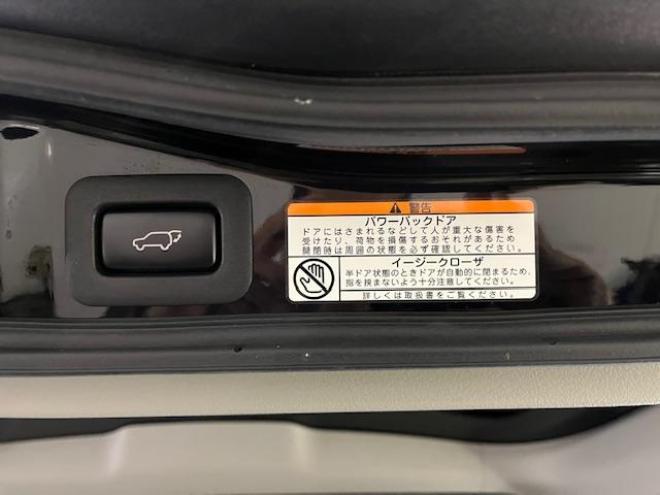 警告
パワーバックドア
ドアにはさまれるなどして人が重大な傷害を
受けたり、荷物を損傷するおそれがあるため
開閉時は周囲の状態を必ず確認してください。
イージークローザ
半ドア状態のときドアが自動的に閉まるため、
指を挟まないよう十分注意してください。
詳しくは取扱書をご覧ください。